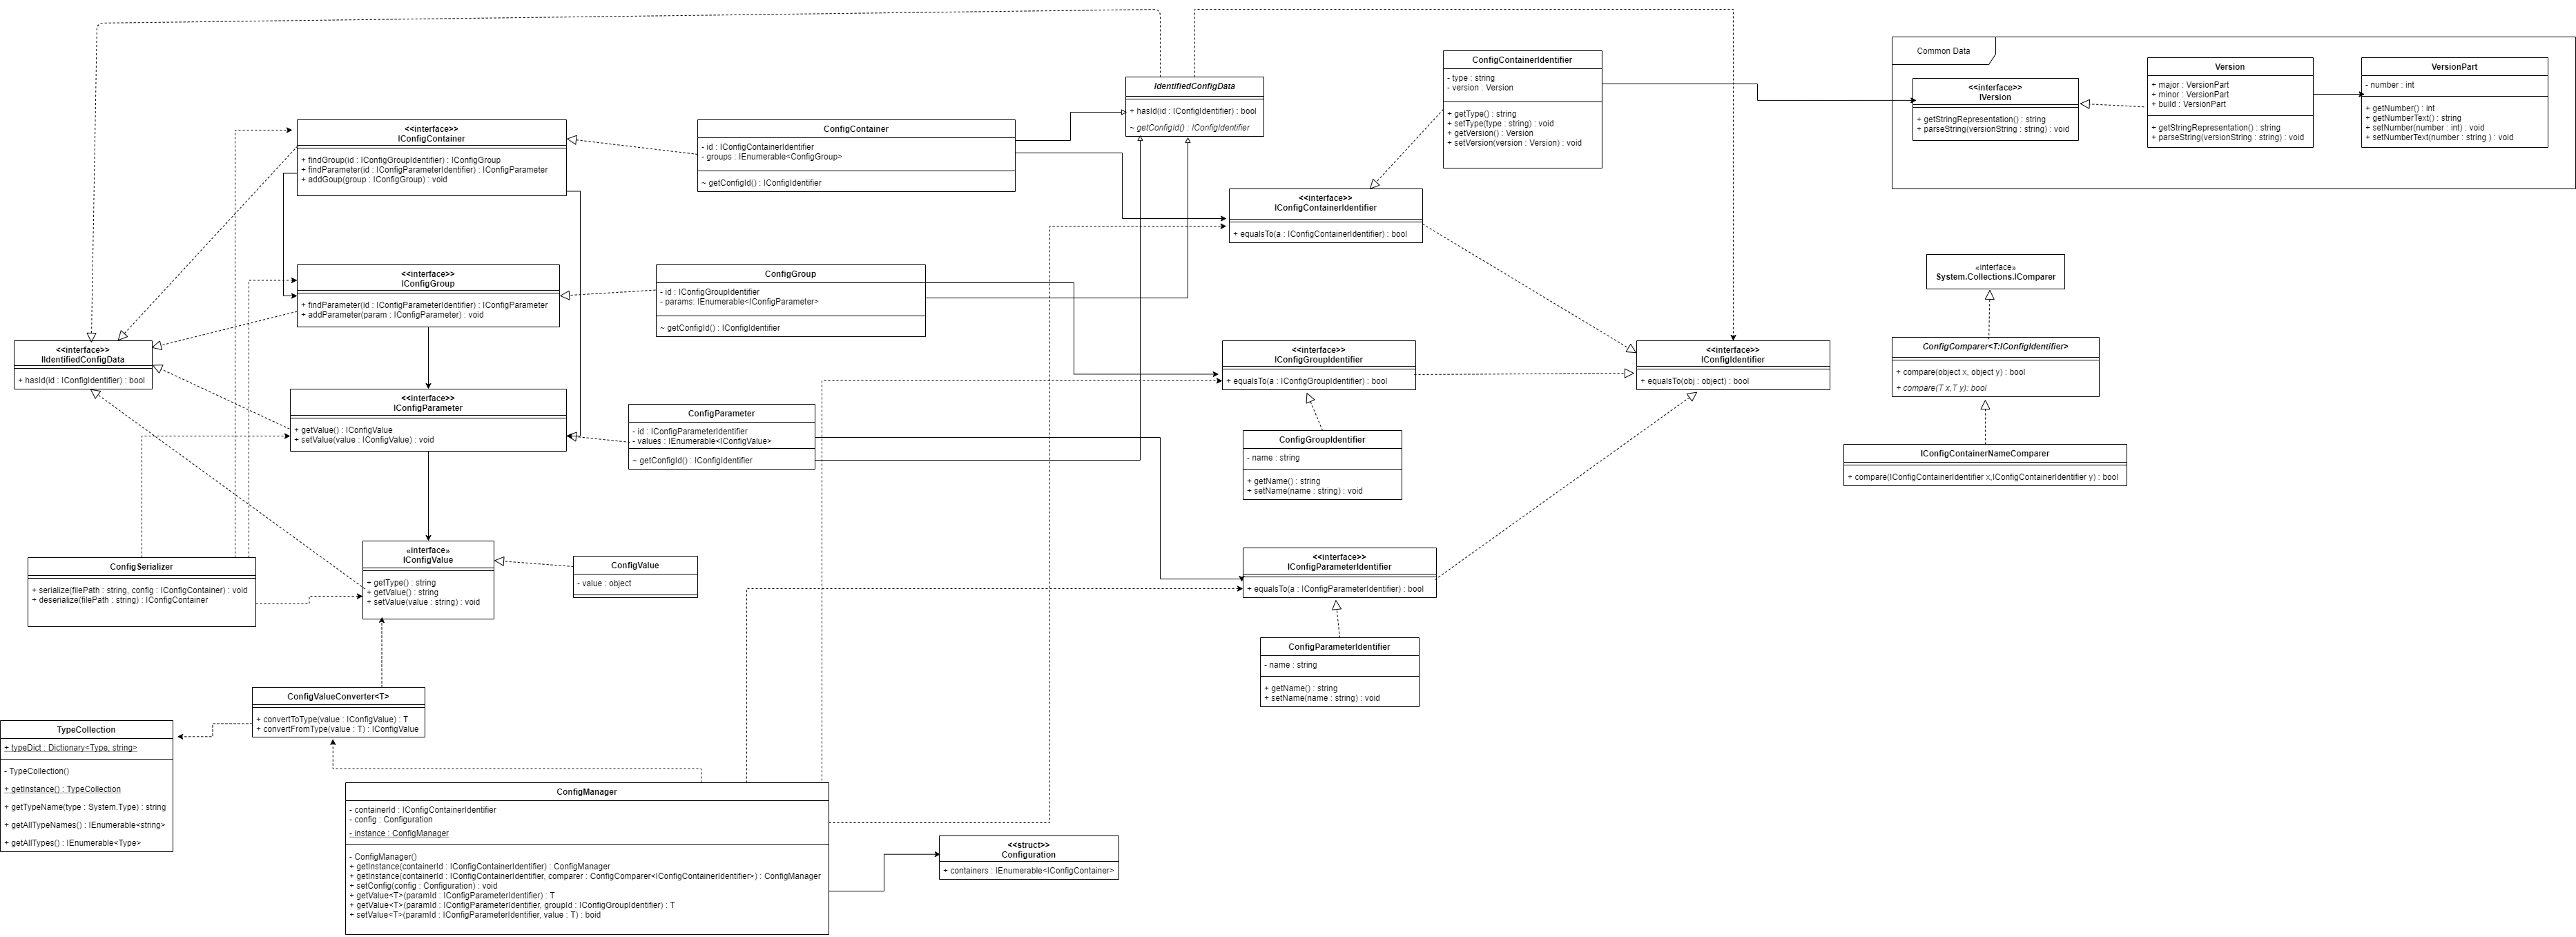 IdentifiedConfigData
+ hasId(id : IConfigIdentifier) : bool
~ getConfigId() : IConfigIdentifier
ConfigContainerIdentifier
- type : string
- version : Version
+ getType() : string
+ setType(type : string) : void
+ getVersion() : Version
+ setVersion(version : Version) : void
Common Data
<<interface>>
IVersion
+ getStringRepresentation() : string
+ parseString(versionString : string) : void
Version
+ major : VersionPart
+ minor : VersionPart
+ build : VersionPart
+ getStringRepresentation() : string
+ parseString(versionString : string) : void
VersionPart
- number : int
+ getNumber() : int
+ getNumberText() : string
+ setNumber(number : int) : void
+ setNumberText(number : string ) : void
<<interface>>
IConfigContainer
+ findGroup(id : IConfigGroupIdentifier) : IConfigGroup
+ findParameter(id : IConfigParameterIdentifier) : IConfigParameter
+ addGoup(group : IConfigGroup) : void
ConfigContainer
- id : IConfigContainerIdentifier
- groups : IEnumerable<ConfigGroup>
~ getConfigId() : IConfigIdentifier
<<interface>>
IConfigContainerIdentifier
+ equalsTo(a : IConfigContainerIdentifier) : bool
<<interface>>
IConfigGroup
+ findParameter(id : IConfigParameterIdentifier) : IConfigParameter
+ addParameter(param : IConfigParameter) : void
ConfigGroup
- id : IConfigGroupIdentifier
- params: IEnumerable<IConfigParameter>
~ getConfigId() : IConfigIdentifier
«interface»
System.Collections.IComparer
<<interface>>
IIdentifiedConfigData
+ hasId(id : IConfigIdentifier) : bool
<<interface>>
IConfigGroupIdentifier
+ equalsTo(a : IConfigGroupIdentifier) : bool
<<interface>>
IConfigIdentifier
+ equalsTo(obj : object) : bool
ConfigComparer<T:IConfigIdentifier>
+ compare(object x, object y) : bool
+ compare(T x,T y): bool
<<interface>>
IConfigParameter
+ getValue() : IConfigValue
+ setValue(value : IConfigValue) : void
ConfigParameter
- id : IConfigParameterIdentifier
- values : IEnumerable<IConfigValue>
~ getConfigId() : IConfigIdentifier
ConfigGroupIdentifier
- name : string
+ getName() : string
+ setName(name : string) : void
IConfigContainerNameComparer
+ compare(IConfigContainerIdentifier x,IConfigContainerIdentifier y) : bool
ConfigSerializer
+ serialize(filePath : string, config : IConfigContainer) : void
+ deserialize(filePath : string) : IConfigContainer
«interface»
IConfigValue
+ getType() : string
+ getValue() : string
+ setValue(value : string) : void
ConfigValue
- value : object
<<interface>>
IConfigParameterIdentifier
+ equalsTo(a : IConfigParameterIdentifier) : bool
ConfigParameterIdentifier
- name : string
+ getName() : string
+ setName(name : string) : void
ConfigValueConverter<T>
+ convertToType(value : IConfigValue) : T
+ convertFromType(value : T) : IConfigValue
TypeCollection
+ typeDict : Dictionary<Type, string>
- TypeCollection()
+ getInstance() : TypeCollection
+ getTypeName(type : System.Type) : string
+ getAllTypeNames() : IEnumerable<string>
+ getAllTypes() : IEnumerable<Type>
ConfigManager
- containerId : IConfigContainerIdentifier
- config : Configuration
- instance : ConfigManager
- ConfigManager()
+ getInstance(containerId : IConfigContainerIdentifier) : ConfigManager
+ getInstance(containerId : IConfigContainerIdentifier, comparer : ConfigComparer<IConfigContainerIdentifier>) : ConfigManager
+ setConfig(config : Configuration) : void
+ getValue<T>(paramId : IConfigParameterIdentifier) : T
+ getValue<T>(paramId : IConfigParameterIdentifier, groupId : IConfigGroupIdentifier) : T
+ setValue<T>(paramId : IConfigParameterIdentifier, value : T) : boid
<<struct>>
Configuration
+ containers : IEnumerable<IConfigContainer>